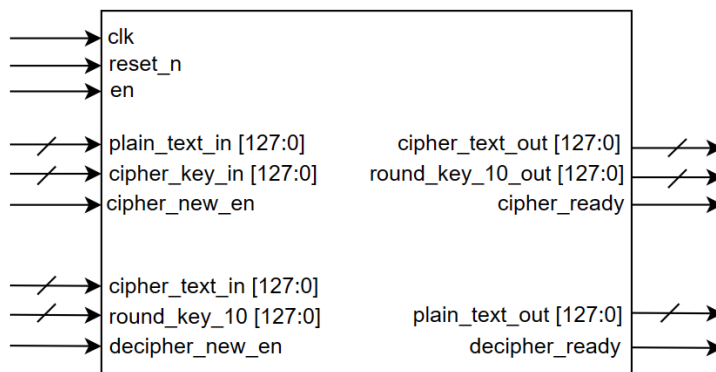 clk
reset_n
en
plain_text_in [127:0]
cipher_key_in [127:0]
cipher_new_en
cipher_text_in [127:0]
round_key_10 [127:0]
decipher_new_en
cipher_text_out [127:0]
round_key_10_out [127:0]
cipher_ready
plain_text_out [127:0]
decipher_ready